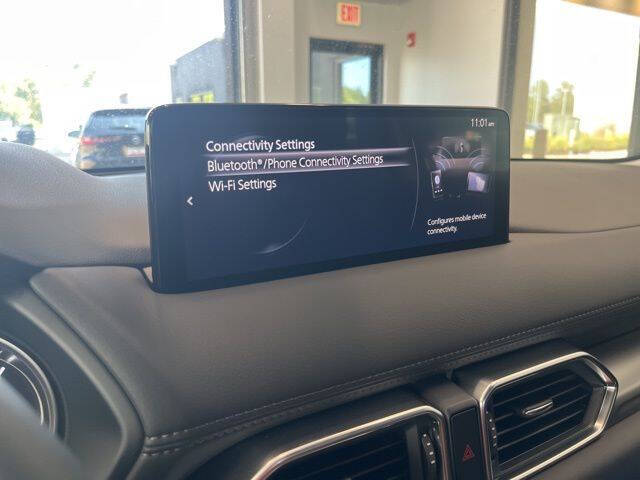 EXIT
11:01 am
Connectivity Settings
Bluetooth®/Phone Connectivity Settings
Wi-Fi Settings
Configures mobile device
connectivity.